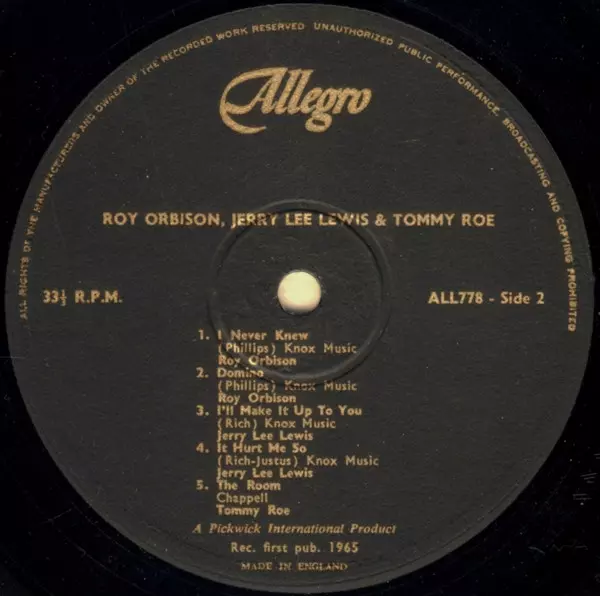 ALL RIGHTS OF THE MANUFACTURERS AND OWNER OF THE RECORDED WORK RESERVED UNAUTHORIZED PUBLIC PERFORMANCE, BROADCASTING AND COPYING PROHIBITED
Allegro
ROY ORBISON, JERRY LEE LEWIS & TOMMY ROE
33⅓ R.P.M.
ALL778 - Side 2
1. I Never Knew
(Phillips) Knox Music
Roy Orbison
2. Domino
(Phillips) Knox Music
Roy Orbison
3. I'll Make It Up To You
(Rich) Knox Music
Jerry Lee Lewis
4. It Hurt Me So
(Rich-Justus) Knox Music
Jerry Lee Lewis
5. The Room
Chappell
Tommy Roe
A Pickwick International Product
Rec. first pub. 1965
MADE IN ENGLAND